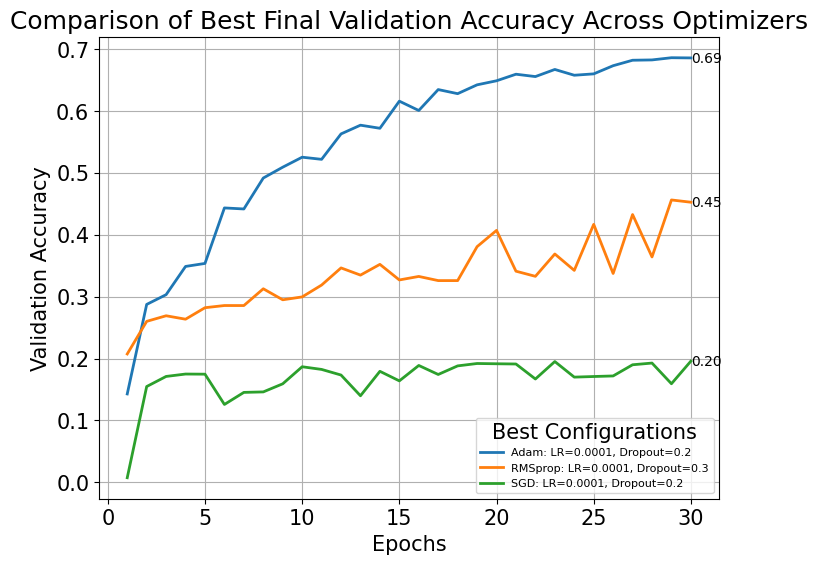 Comparison of Best Final Validation Accuracy Across Optimizers
Validation Accuracy
0.7
0.6
0.5
0.4
0.3
0.2
0.1
0.0
0.69
0.45
0.20
Best Configurations
Adam: LR=0.0001, Dropout=0.2
RMSprop: LR=0.0001, Dropout=0.3
SGD: LR=0.0001, Dropout=0.2
0 5 10 15 20 25 30
Epochs